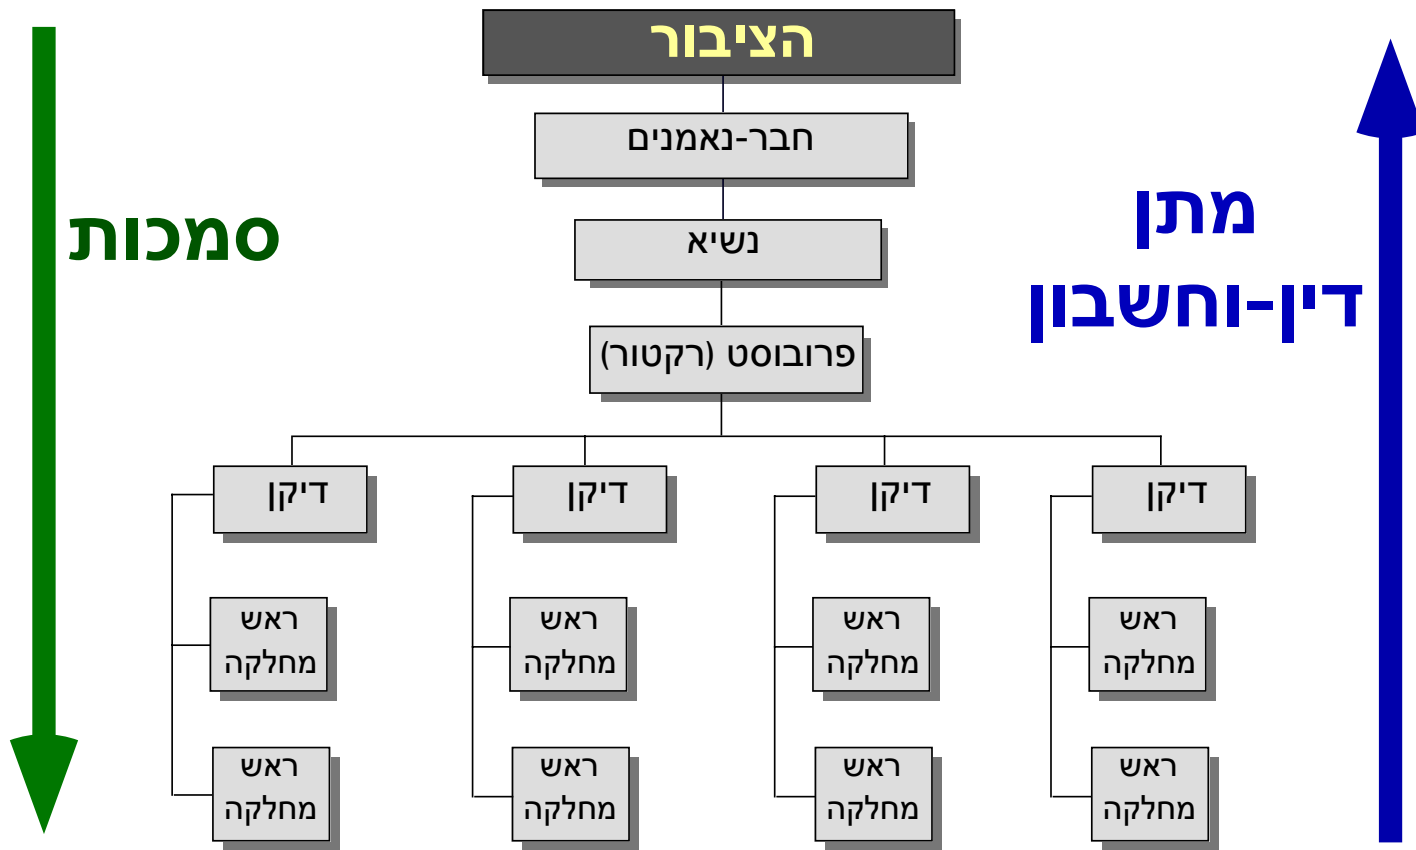 הציבור
חבר-נאמנים
נשיא
פרובוסט (רקטור)
סמכות
מתן
דין-וחשבון
דיקן
דיקן
דיקן
דיקן
ראש
מחלקה
ראש
מחלקה
ראש
מחלקה
ראש
מחלקה
ראש
מחלקה
ראש
מחלקה
ראש
מחלקה
ראש
מחלקה